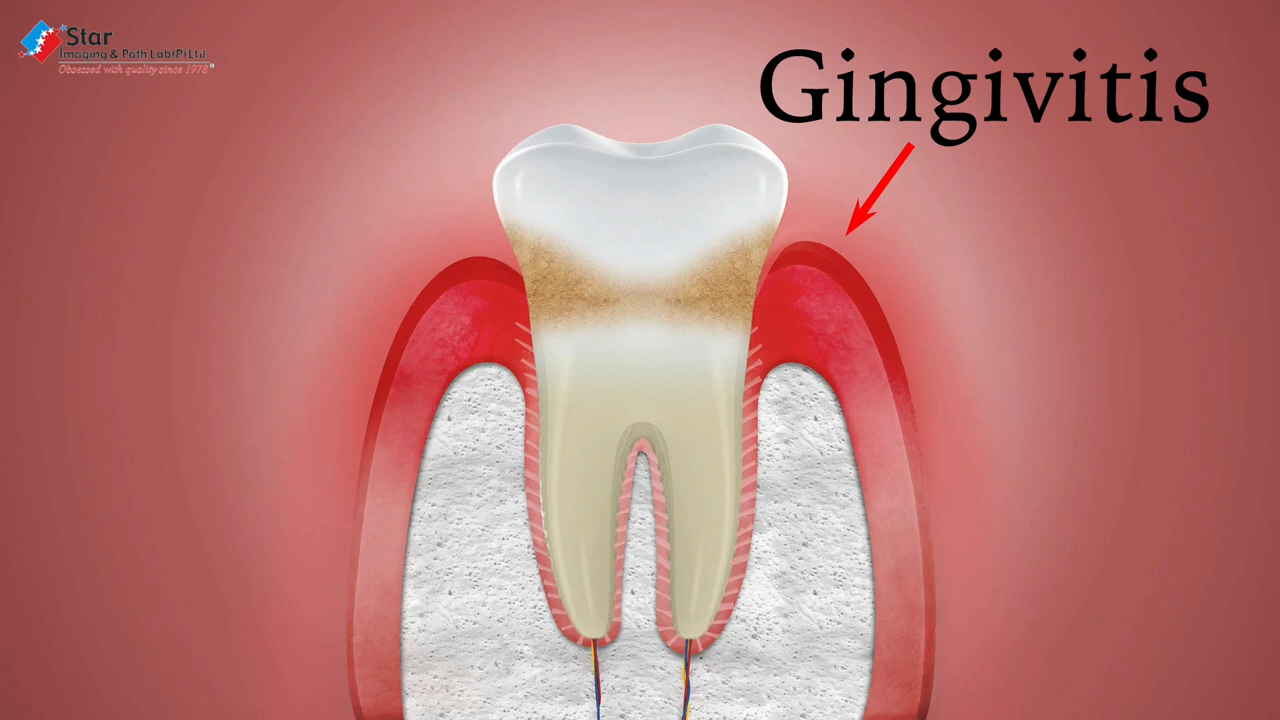 Star
Imaging & Path Lab(P)Ltd.
Obsessed with quality since 1978
Gingivitis